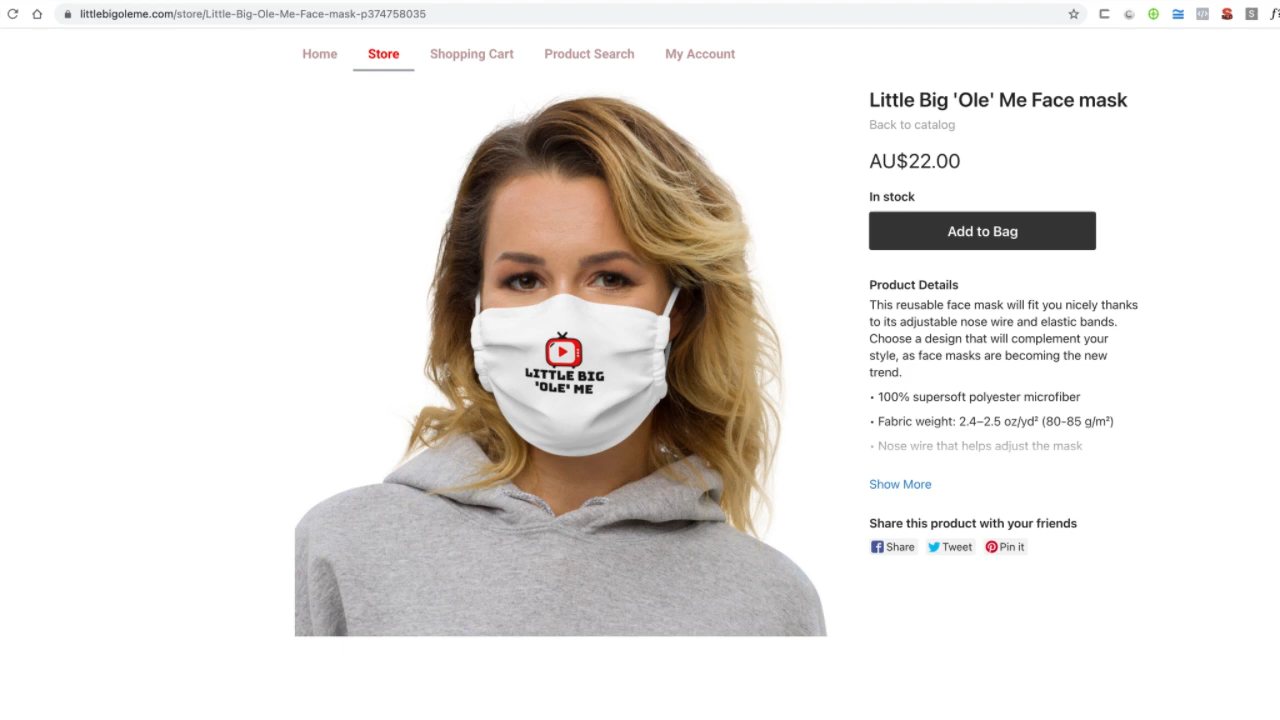 littlebigoleme.com/store/Little-Big-Ole-Me-Face-mask-p374758035
Home Store Shopping Cart Product Search My Account
Little Big 'Ole' Me Face mask
Back to catalog
AU$22.00
In stock
Add to Bag
Product Details
This reusable face mask will fit you nicely thanks
to its adjustable nose wire and elastic bands.
Choose a design that will complement your
style, as face masks are becoming the new
trend.
• 100% supersoft polyester microfiber
• Fabric weight: 2.4–2.5 oz/yd² (80-85 g/m²)
• Nose wire that helps adjust the mask
Show More
Share this product with your friends
Share Tweet Pin it
LITTLE BIG
'OLE' ME